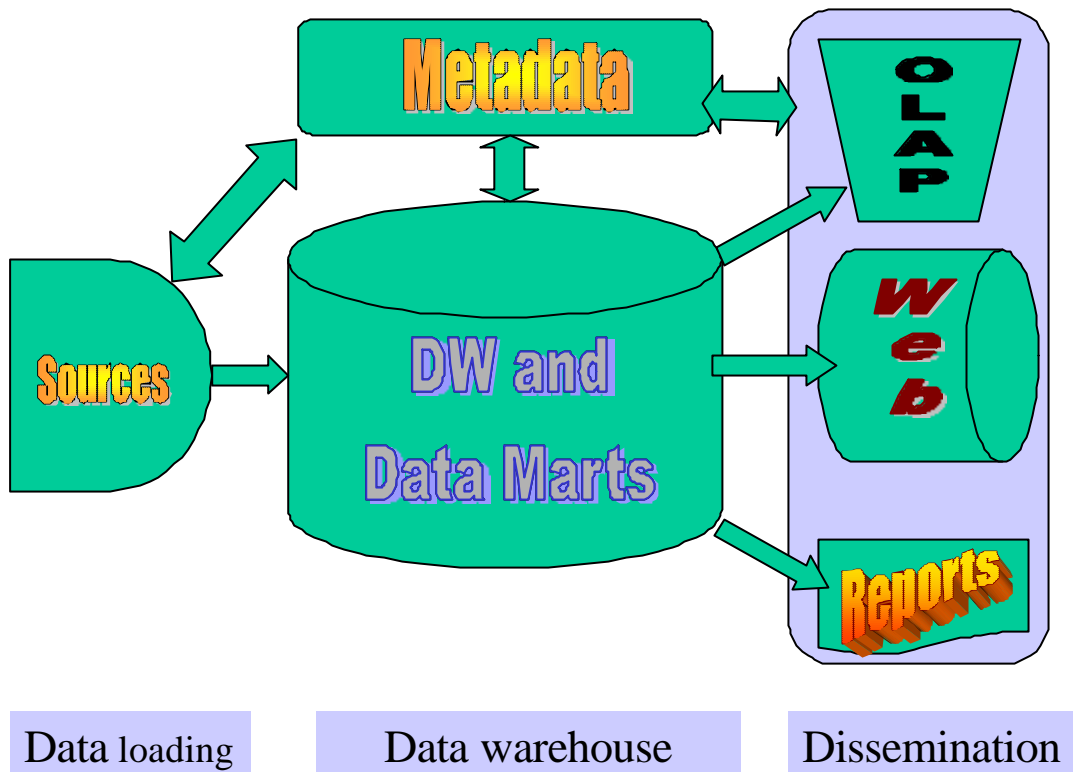 Metadata
OLAP
Sources
DW and
Data Marts
Web
Reports
Data loading
Data warehouse
Dissemination